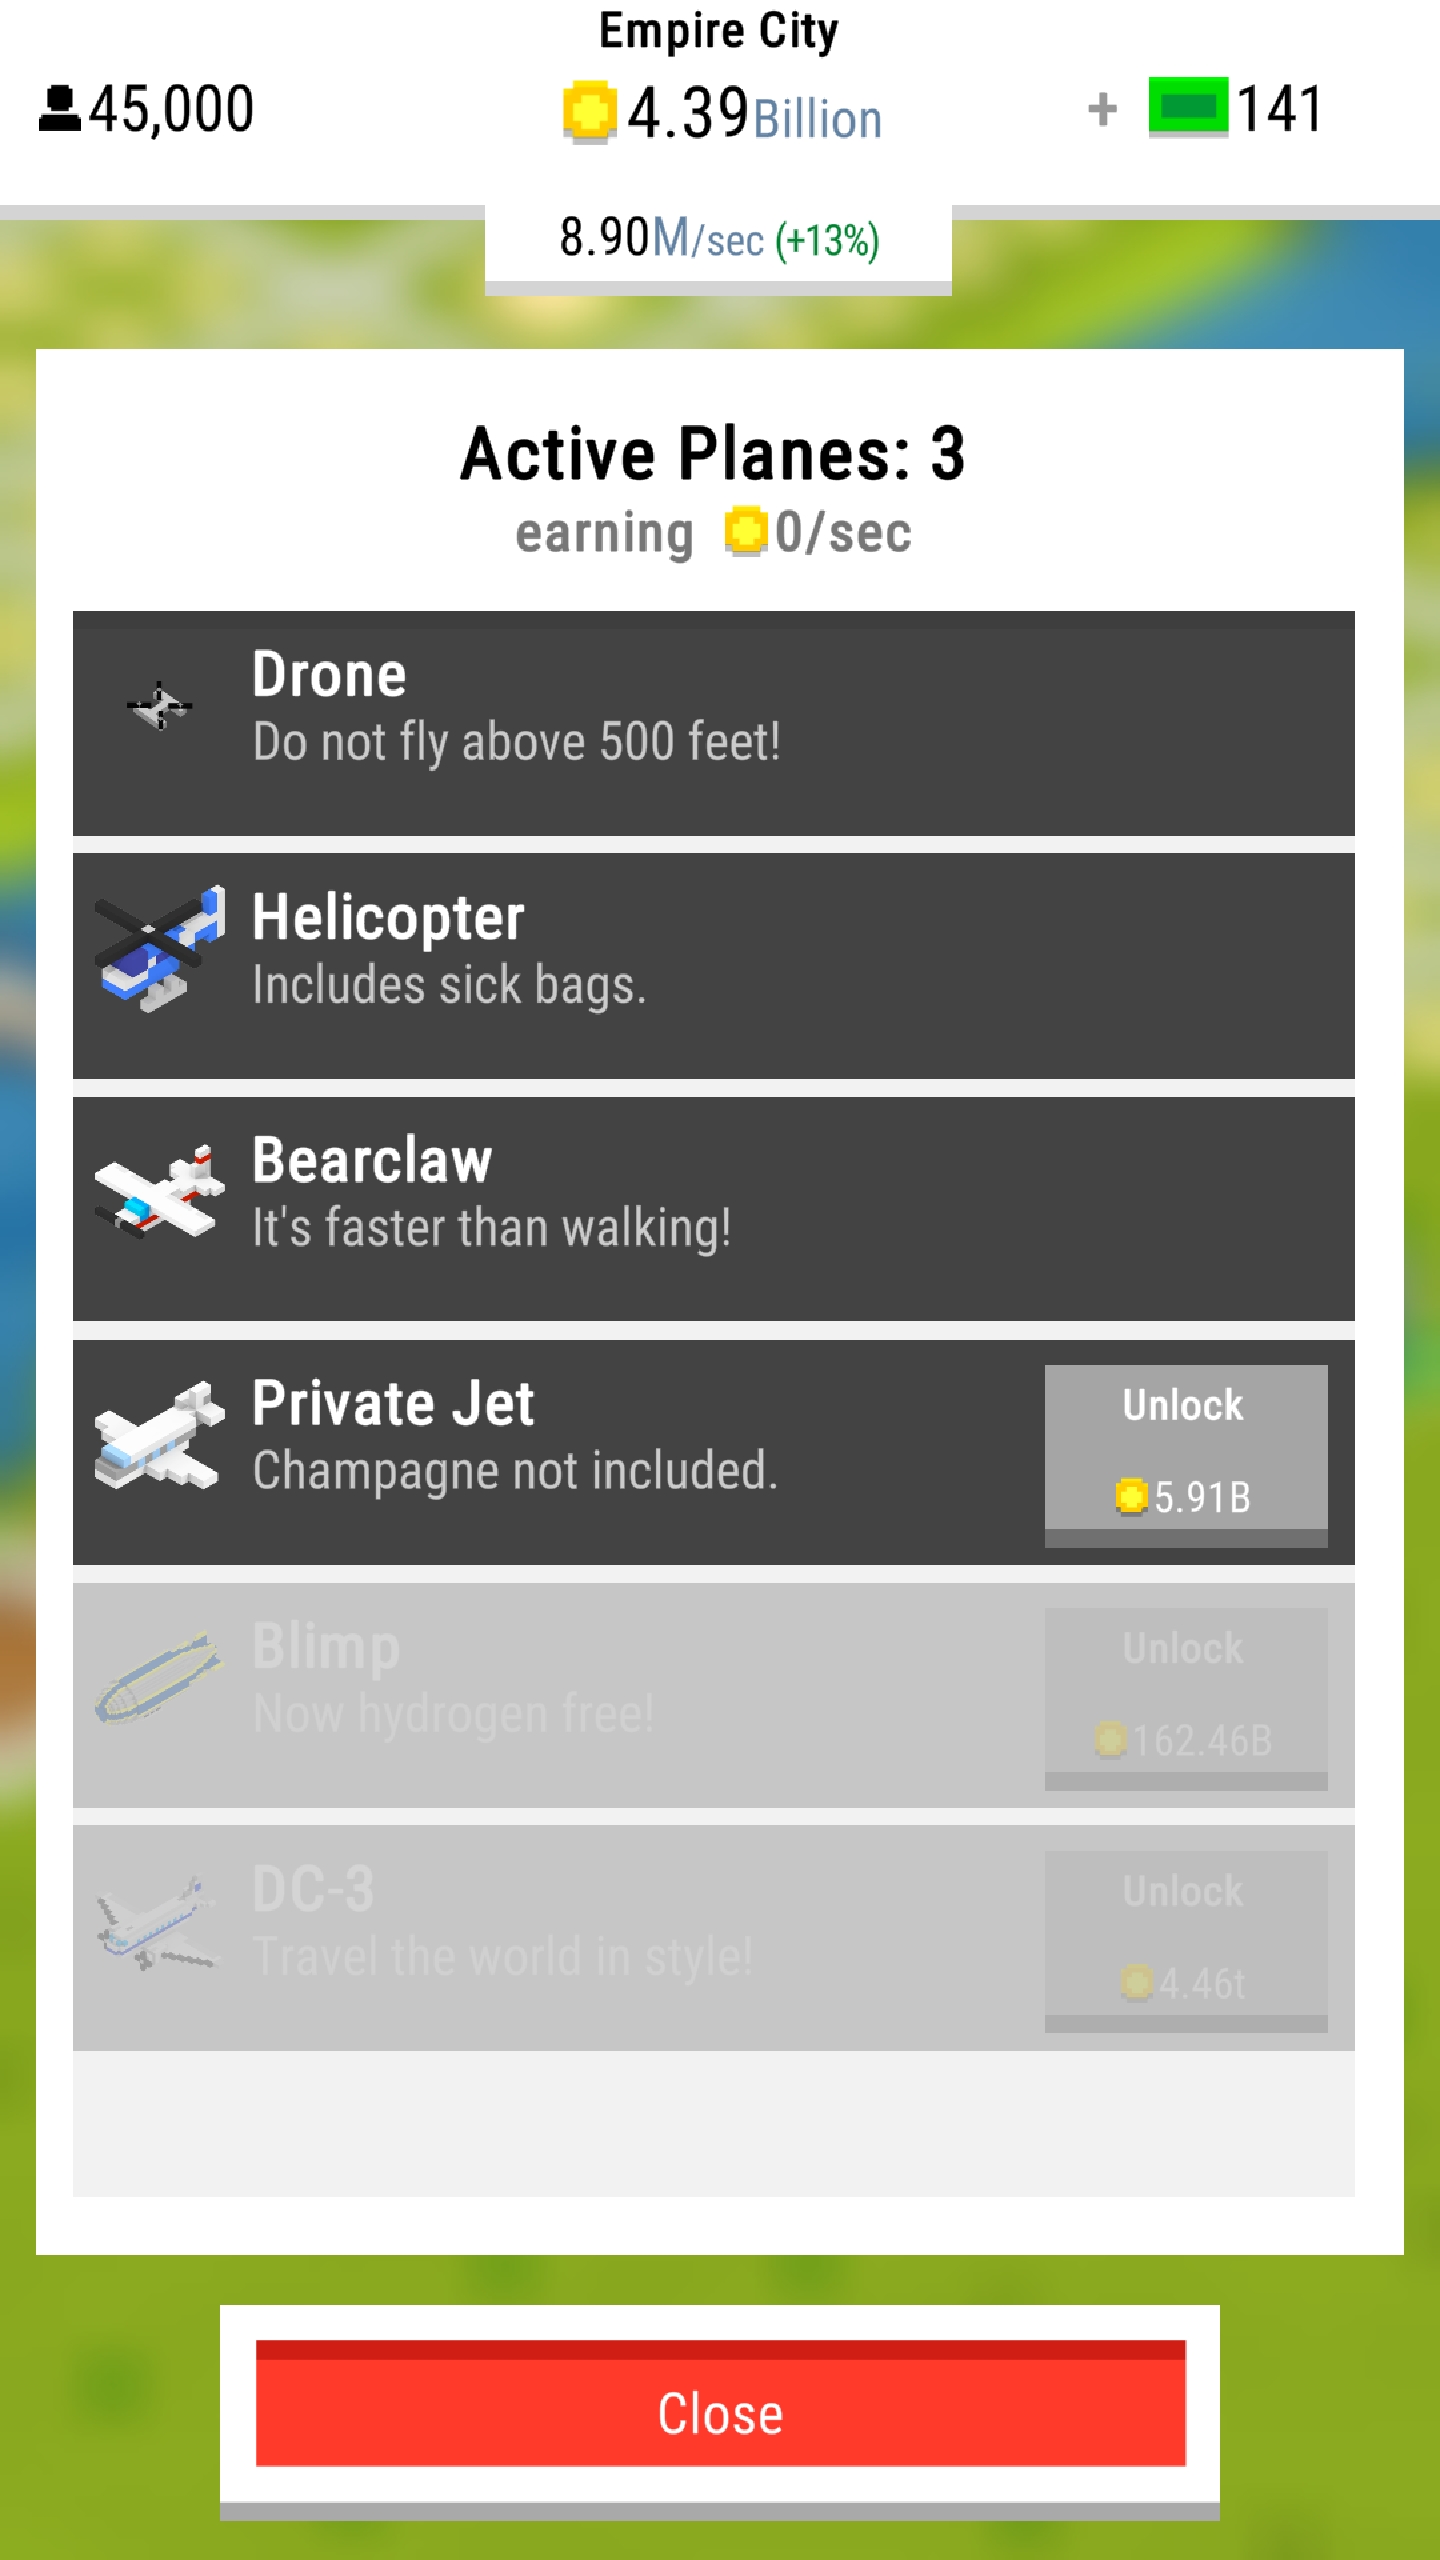 Empire City
45,000
4.39Billion
+ 141
8.90M/sec (+13%)
Active Planes: 3
earning 0/sec
Drone
Do not fly above 500 feet!
Helicopter
Includes sick bags.
Bearclaw
It's faster than walking!
Private Jet
Champagne not included.
Unlock
5.91B
Blimp
Now hydrogen free!
Unlock
162.46B
DC-3
Travel the world in style!
Unlock
4.46t
Close